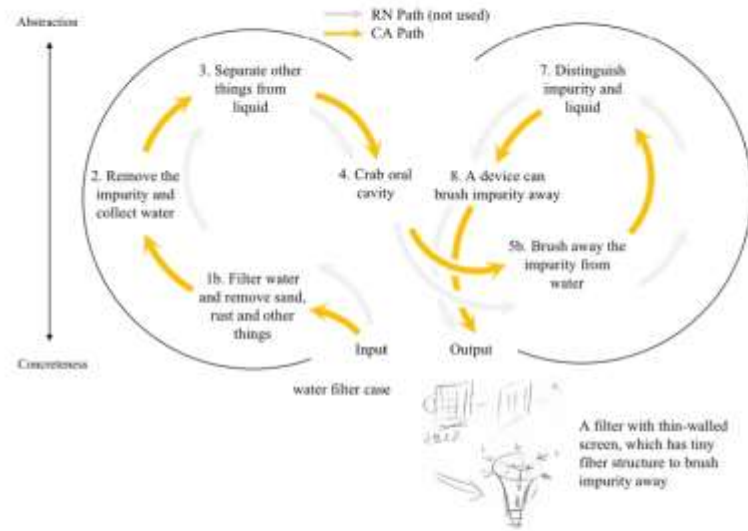 Abstraction
RN Path (not used)
CA Path
3. Separate other
things from
liquid
7. Distinguish
impurity and
liquid
2. Remove the
impurity and
collect water
4. Crab oral
cavity
8. A device can
brush impurity away
5b. Brush away the
impurity from
water
1b. Filter water
and remove sand,
rust and other
things
Input
Output
Concreteness
water filter case
A filter with thin-walled
screen, which has tiny
fiber structure to brush
impurity away